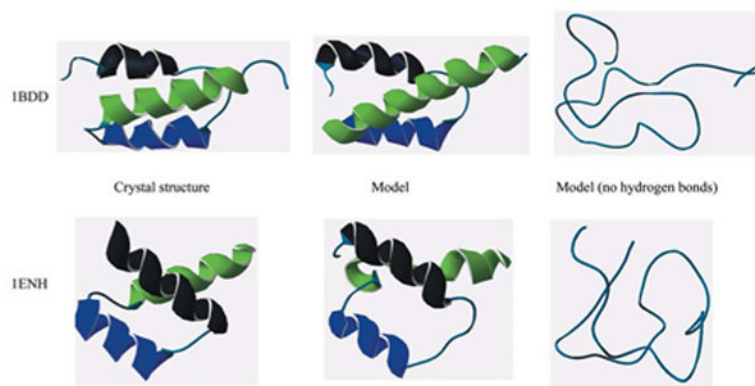 1BDD
Crystal structure
Model
Model (no hydrogen bonds)
1ENH